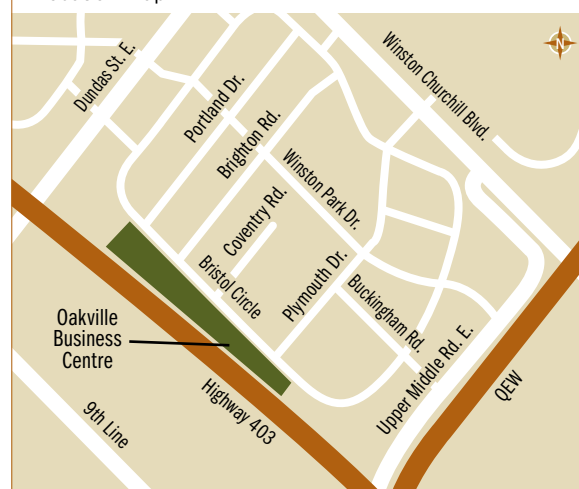 N
Dundas St. E.
Portland Dr.
Brighton Rd.
Winston Churchill Blvd.
Winston Park Dr.
Coventry Rd.
Bristol Circle
Plymouth Dr.
Buckingham Rd.
Upper Middle Rd. E.
QEW
Oakville
Business
Centre
Highway 403
9th Line